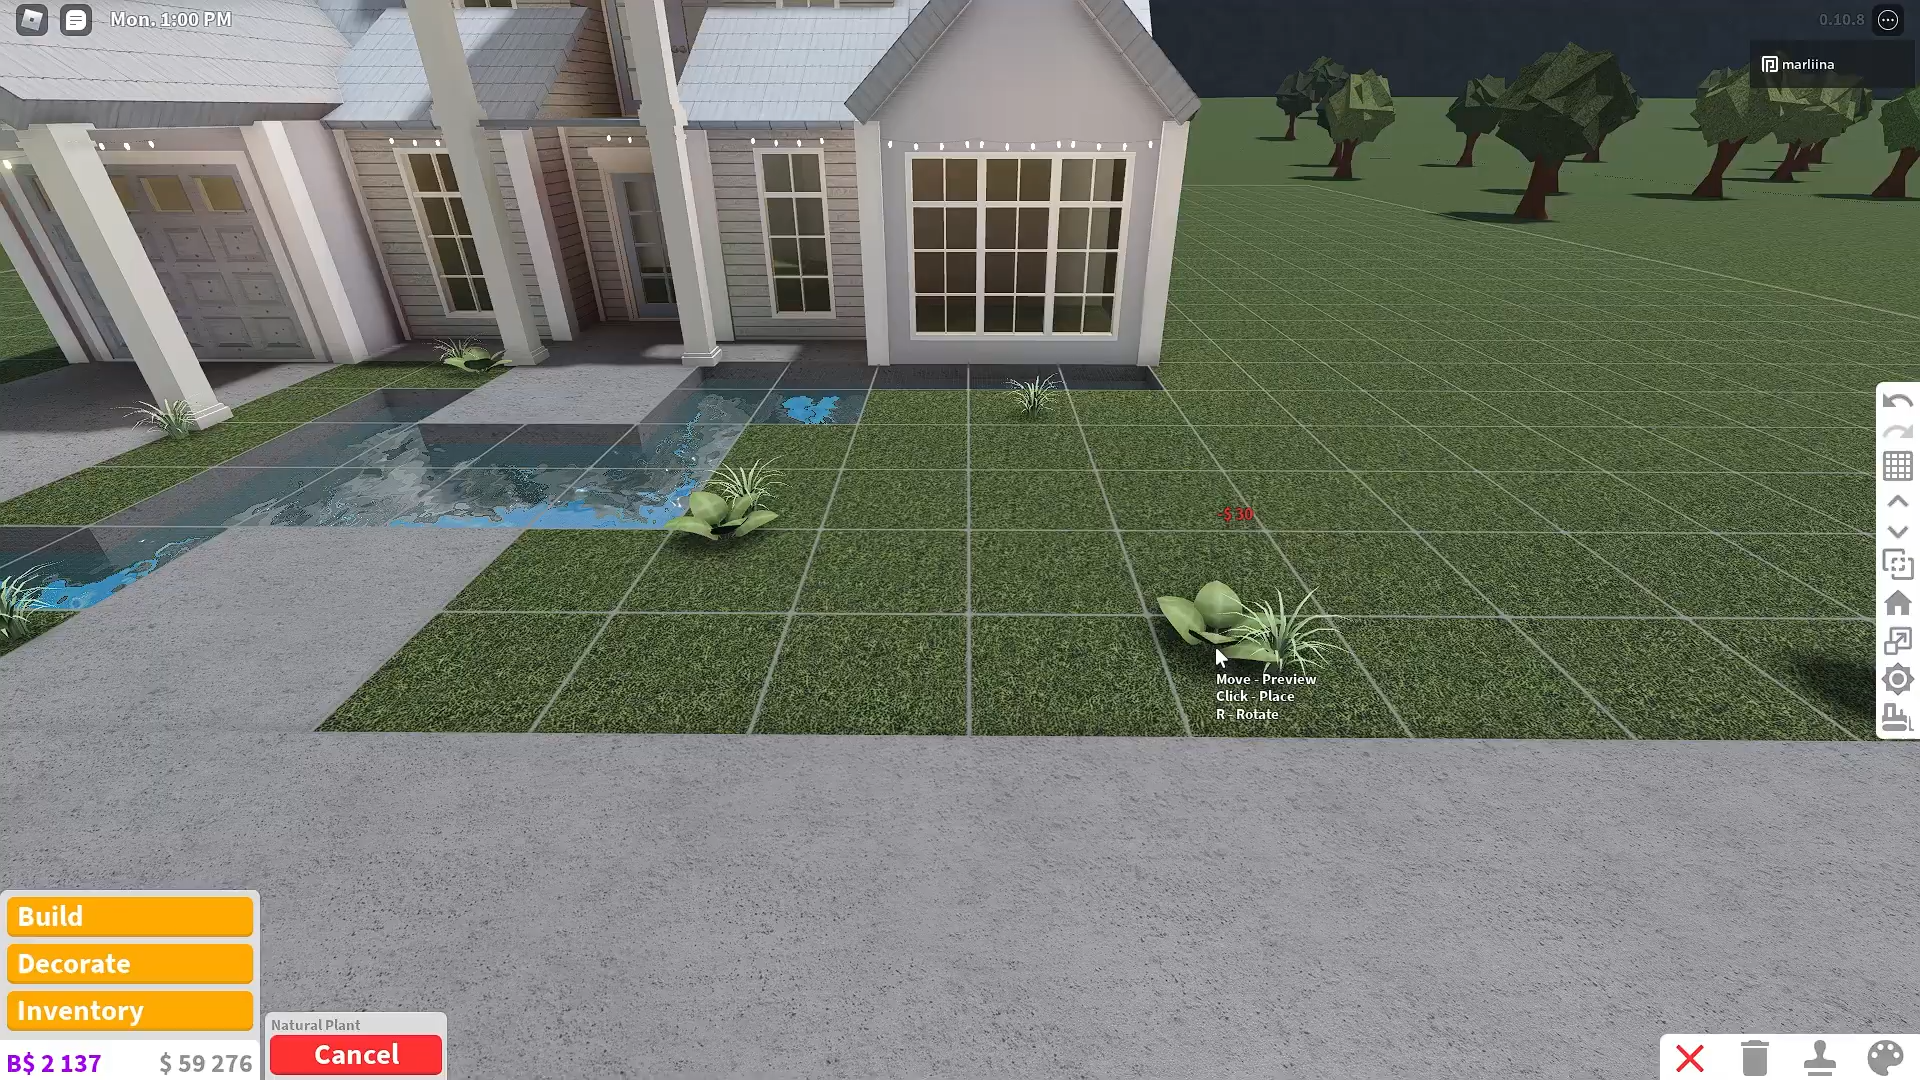 Mon. 1:00 PM
0.10.8
marliina
-$ 30
Move - Preview
Click - Place
R - Rotate
Build
Decorate
Inventory
Natural Plant
Cancel
B$ 2 137
$ 59 276